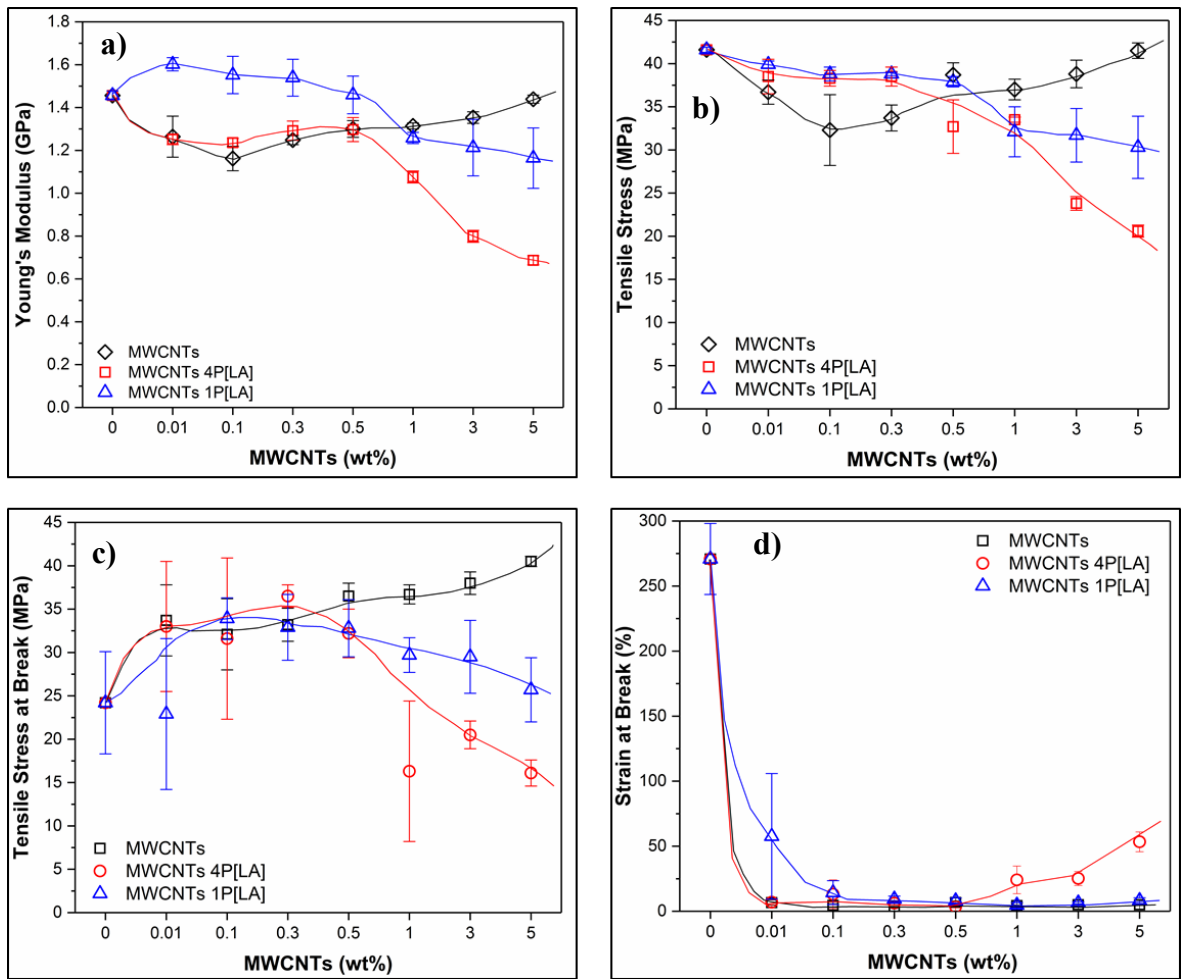 a)
Young's Modulus (GPa)
1.8
1.6
1.4
1.2
1.0
0.8
0.6
0.4
0.2
0.0
MWCNTs
MWCNTs 4P[LA]
MWCNTs 1P[LA]
0 0.01 0.1 0.3 0.5 1 3 5
MWCNTs (wt%)
b)
Tensile Stress (MPa)
45
40
35
30
25
20
15
10
5
0
MWCNTs
MWCNTs 4P[LA]
MWCNTs 1P[LA]
0 0.01 0.1 0.3 0.5 1 3 5
MWCNTs (wt%)
c)
Tensile Stress at Break (MPa)
45
40
35
30
25
20
15
10
5
0
MWCNTs
MWCNTs 4P[LA]
MWCNTs 1P[LA]
0 0.01 0.1 0.3 0.5 1 3 5
MWCNTs (wt%)
d)
Strain at Break (%)
300
250
200
150
100
50
0
MWCNTs
MWCNTs 4P[LA]
MWCNTs 1P[LA]
0 0.01 0.1 0.3 0.5 1 3 5
MWCNTs (wt%)